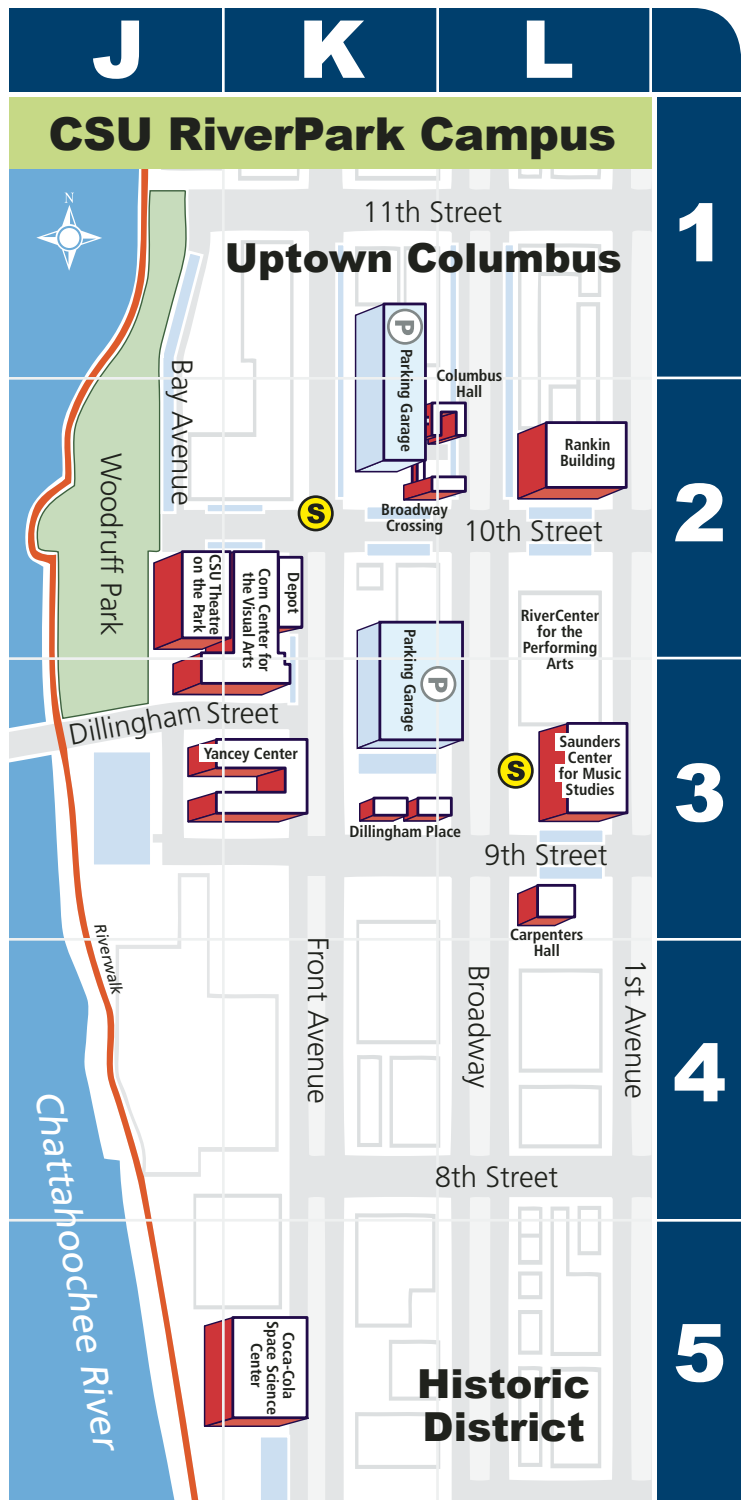 J
K
L
CSU RiverPark Campus
N
11th Street
1
Uptown Columbus
P
Parking Garage
Bay Avenue
Columbus
Hall
Rankin
Building
2
S
Broadway
Crossing
10th Street
Woodruff Park
CSU Theatre
on the Park
Corn Center for
the Visual Arts
Depot
Parking Garage
P
RiverCenter
for the
Performing
Arts
Dillingham Street
Yancey Center
S
Saunders
Center
for Music
Studies
3
Dillingham Place
9th Street
Carpenters
Hall
Riverwalk
Front Avenue
Broadway
1st Avenue
4
Chattahoochee River
8th Street
Coca-Cola
Space Science
Center
5
Historic
District